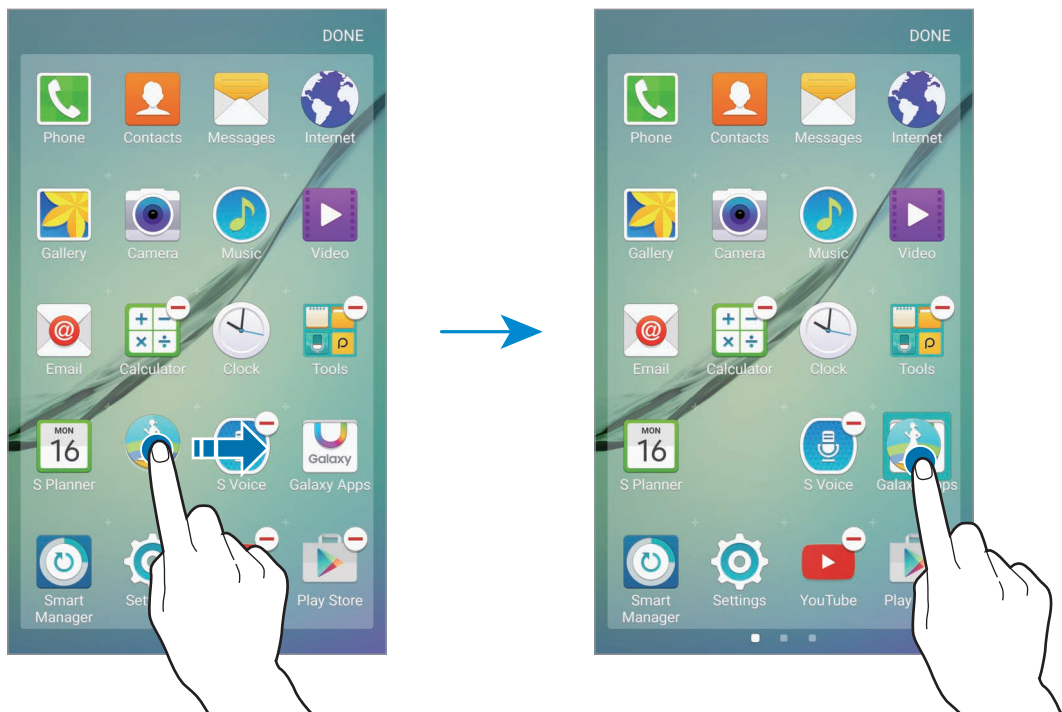 DONE
Phone Contacts Messages Internet
Gallery Camera Music Video
Email Calculator Clock Tools
MON
16 Galaxy
S Planner S Voice Galaxy Apps
Smart Manager Set Play Store
DONE
Phone Contacts Messages Internet
Gallery Camera Music Video
Email Calculator Clock Tools
MON
16
S Planner S Voice
Smart Manager Settings YouTube Play